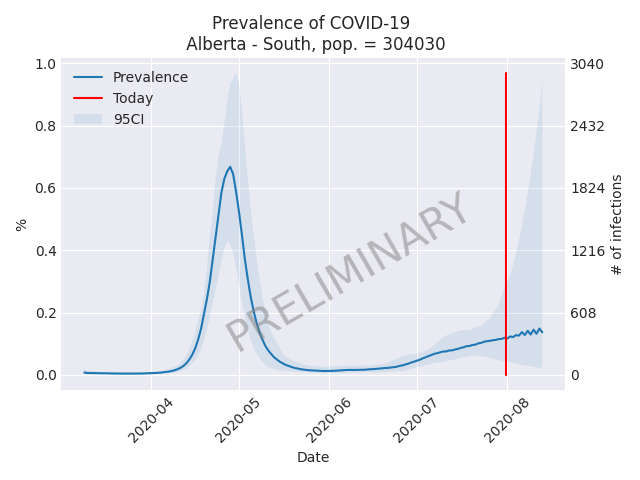 Prevalence of COVID-19
Alberta - South, pop. = 304030
Prevalence
Today
95CI
1.0
0.8
0.6
0.4
0.2
0.0
%
3040
2432
1824
1216
608
0
# of infections
PRELIMINARY
2020-04
2020-05
2020-06
2020-07
2020-08
Date